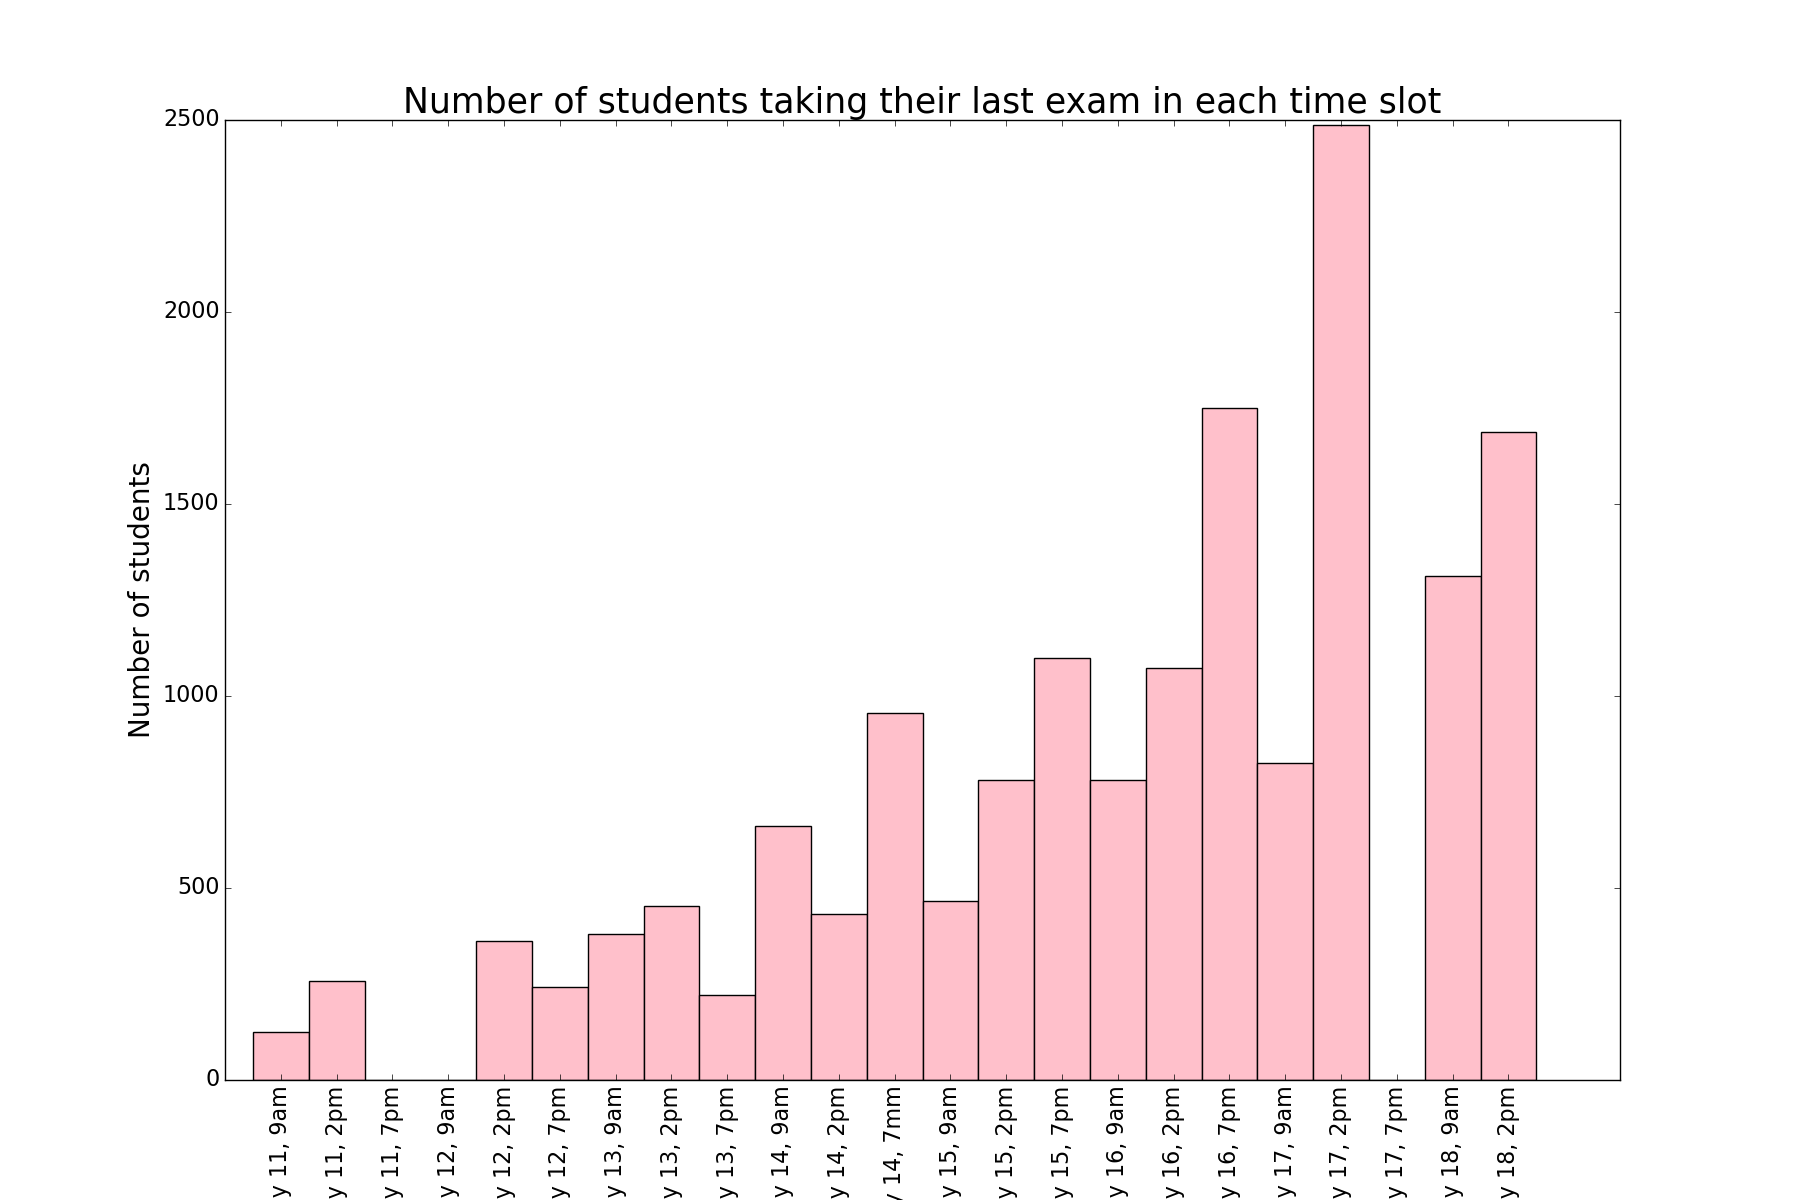 Number of students taking their last exam in each time slot
2500
2000
1500
1000
500
0
Number of students
y 11, 9am
y 11, 2pm
y 11, 7pm
y 12, 9am
y 12, 2pm
y 12, 7pm
y 13, 9am
y 13, 2pm
y 13, 7pm
y 14, 9am
y 14, 2pm
y 14, 7mm
y 15, 9am
y 15, 2pm
y 15, 7pm
y 16, 9am
y 16, 2pm
y 16, 7pm
y 17, 9am
y 17, 2pm
y 17, 7pm
y 18, 9am
y 18, 2pm